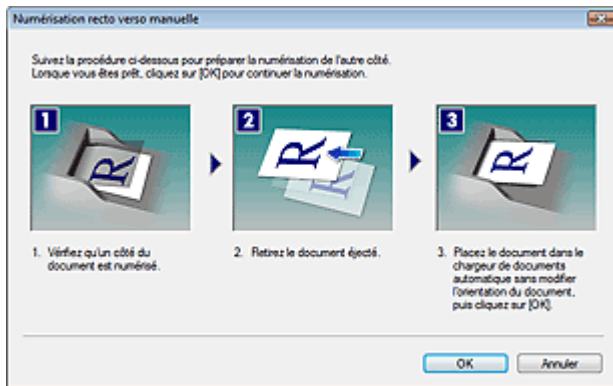 Numérisation recto verso manuelle
Suivez la procédure ci-dessous pour préparer la numérisation de l'autre côté.
Lorsque vous êtes prêt, cliquez sur [OK] pour continuer la numérisation.
1
2
3
R
R
R
R
1. Vérifiez qu'un côté du
document est numérisé.
2. Retirez le document éjecté.
3. Placez le document dans le
chargeur de documents
automatique sans modifier
l'orientation du document,
puis cliquez sur [OK].
OK
Annuler